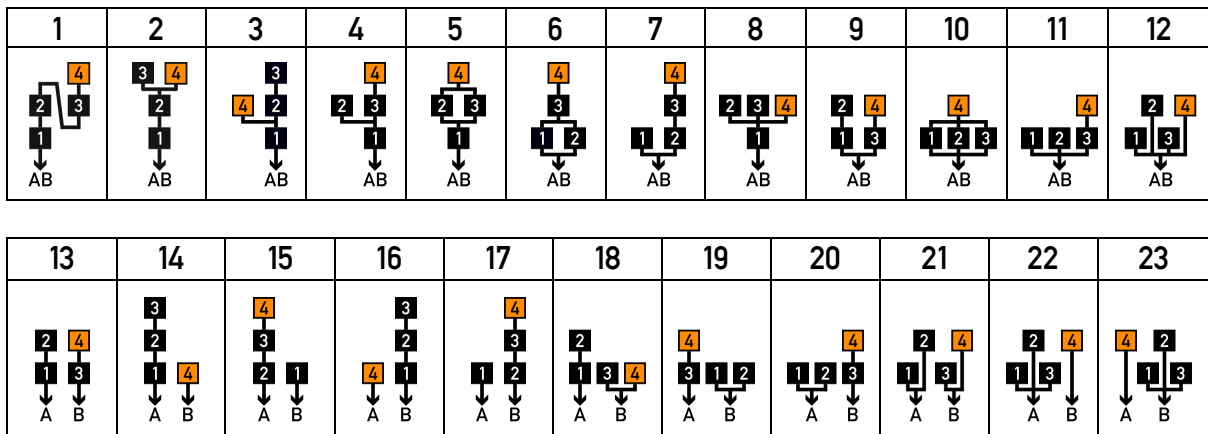 1 2 3 4 5 6 7 8 9 10 11 12
4 3 4 3 4 4 4 4
2 3 2 4 2 2 3 2 3 3 3 2 3 4 2 4 4 4 2 4
1 1 1 1 1 1 2 1 2 1 1 3 1 2 3 1 2 3 1 3
AB AB AB AB AB AB AB AB AB AB AB AB
13 14 15 16 17 18 19 20 21 22 23
3 4 3 4
2 4 2 3 2 3 2 4 4 2 4 2 4 4 2
1 3 1 4 2 1 4 1 1 2 1 3 4 3 1 2 1 2 3 1 3 1 3 1 3
A B A B A B A B A B A B A B A B A B A B A B